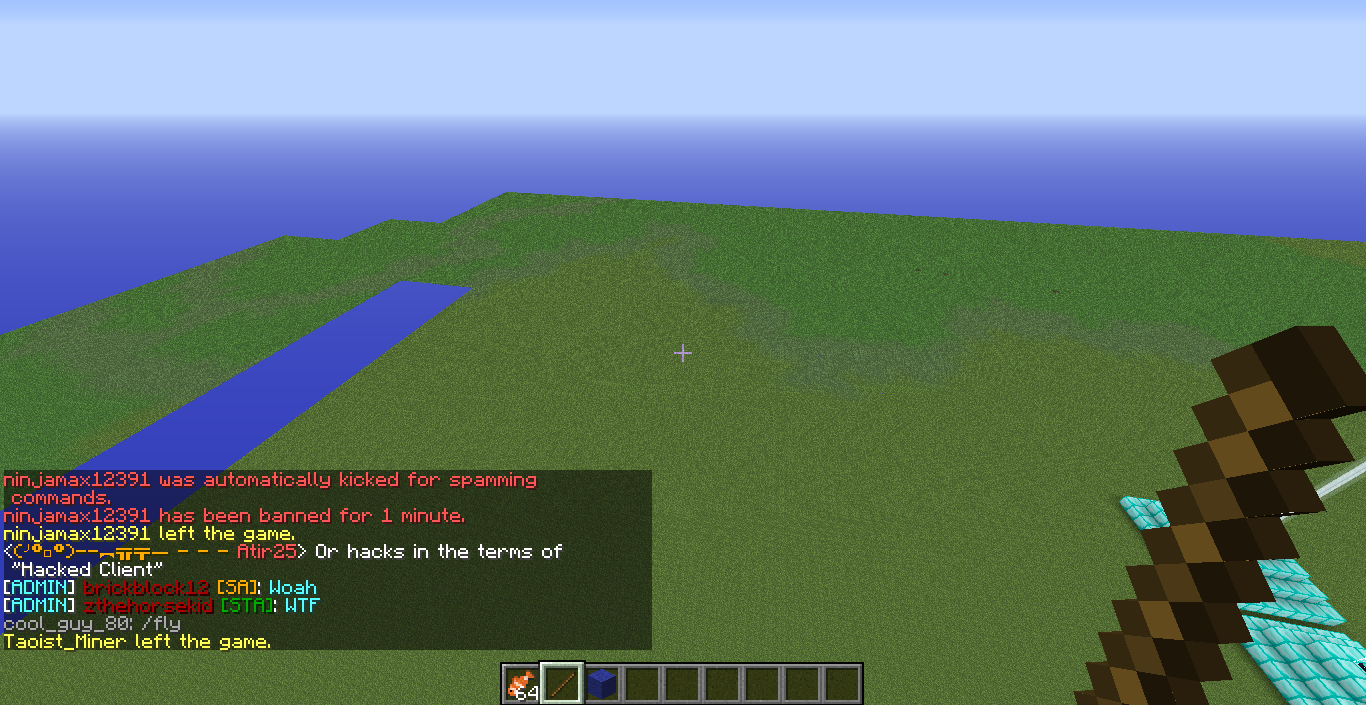 ninjamax12391 was automatically kicked for spamming
commands.
ninjamax12391 has been banned for 1 minute.
ninjamax12391 left the game.
<(╯°□°)╯︵╤╤─ - - - Atir25> Or hacks in the terms of
"Hacked Client"
[ADMIN] brickblock12 [SA]: Woah
[ADMIN] zthehorsekid [STA]: WTF
cool_guy_80: /fly
Taoist_Miner left the game.
64